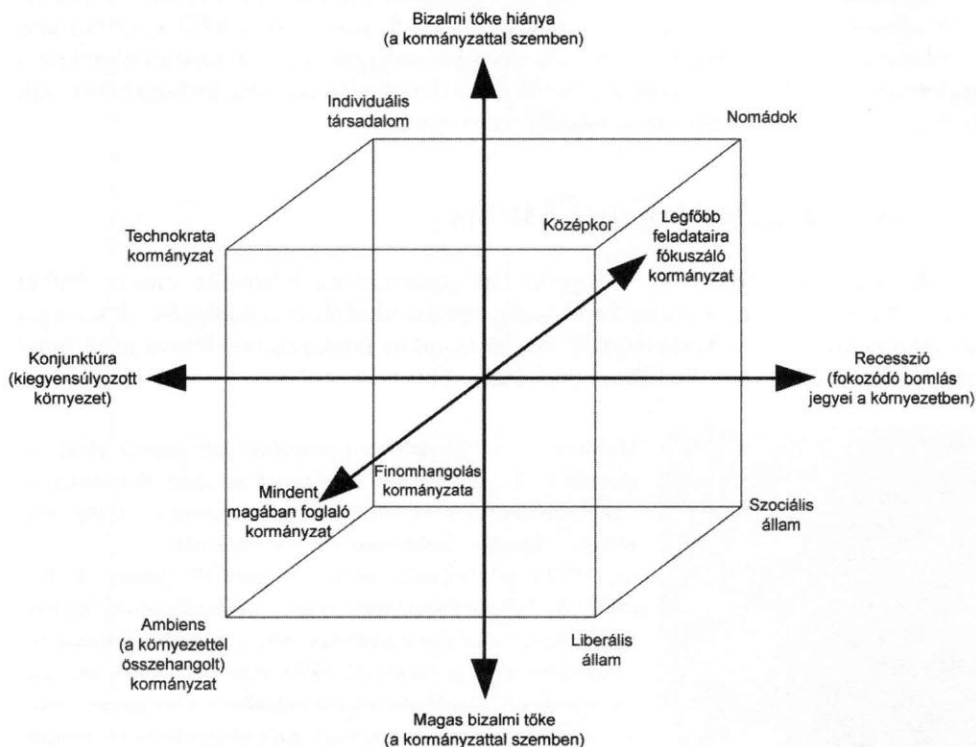 Bizalmi tőke hiánya
(a kormányzattal szemben)
Individuális
társadalom
Nomádok
Technokrata
kormányzat
Középkor
Legfőbb
feladataira
fókuszáló
kormányzat
Konjunktúra
(kiegyensúlyozott
környezet)
Recesszió
(fokozódó bomlás
jegyei a környezetben)
Finomhangolás
kormányzata
Mindent
magában foglaló
kormányzat
Szociális
állam
Ambiens
(a környezettel
összehangolt)
kormányzat
Liberális
állam
Magas bizalmi tőke
(a kormányzattal szemben)